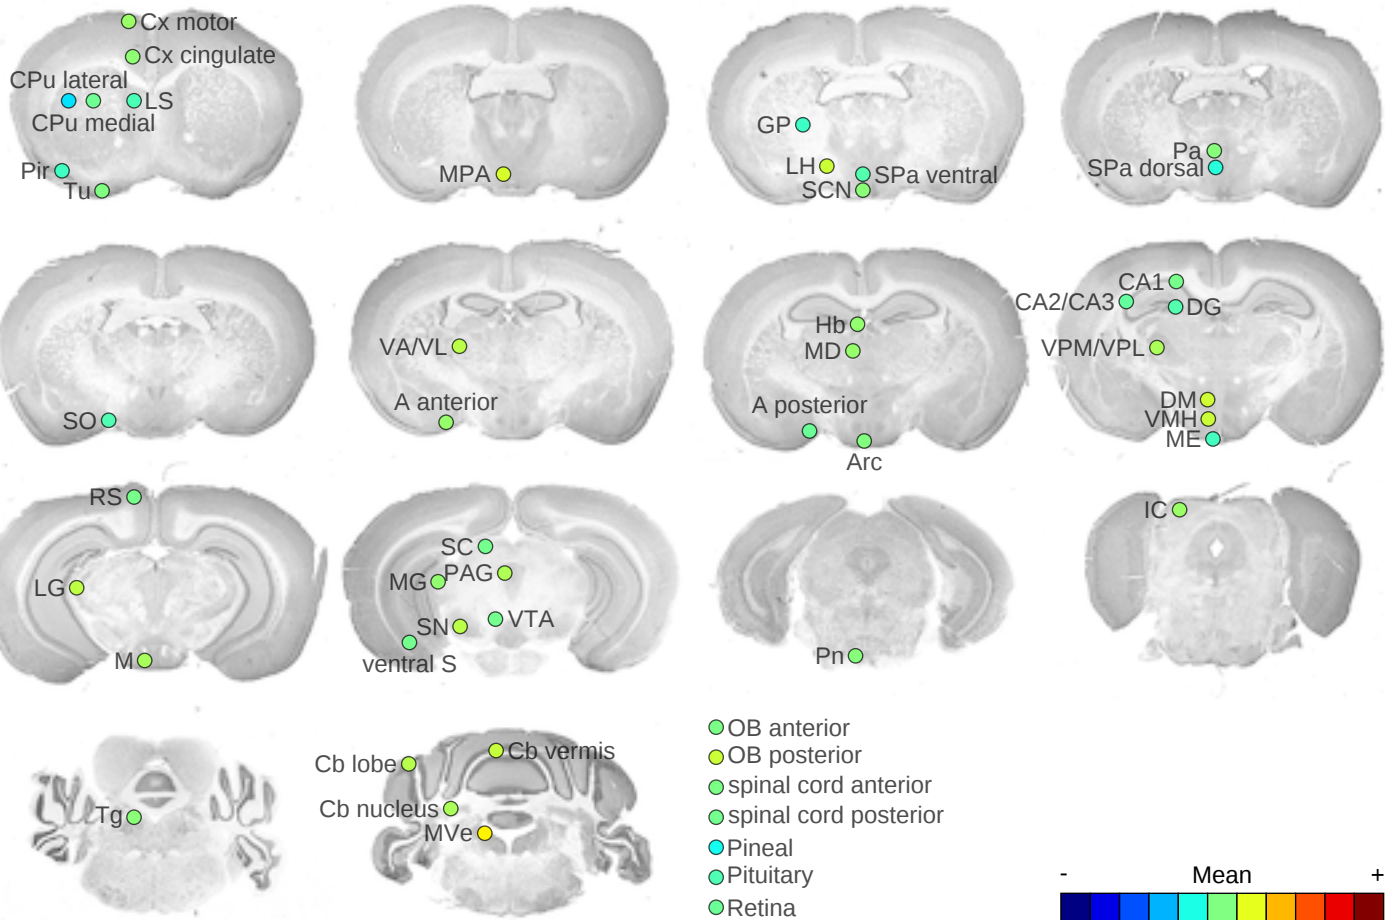 Cx motor
Cx cingulate
CPu lateral
LS
CPu medial
Pir
Tu
MPA
GP
LH
SPa ventral
SCN
Pa
SPa dorsal
SO
VA/VL
A anterior
Hb
MD
A posterior
Arc
CA1
CA2/CA3
DG
VPM/VPL
DM
VMH
ME
RS
LG
M
SC
MG
PAG
SN
VTA
ventral S
Pn
IC
Tg
Cb lobe
Cb vermis
Cb nucleus
MVe
OB anterior
OB posterior
spinal cord anterior
spinal cord posterior
Pineal
Pituitary
Retina
- Mean +